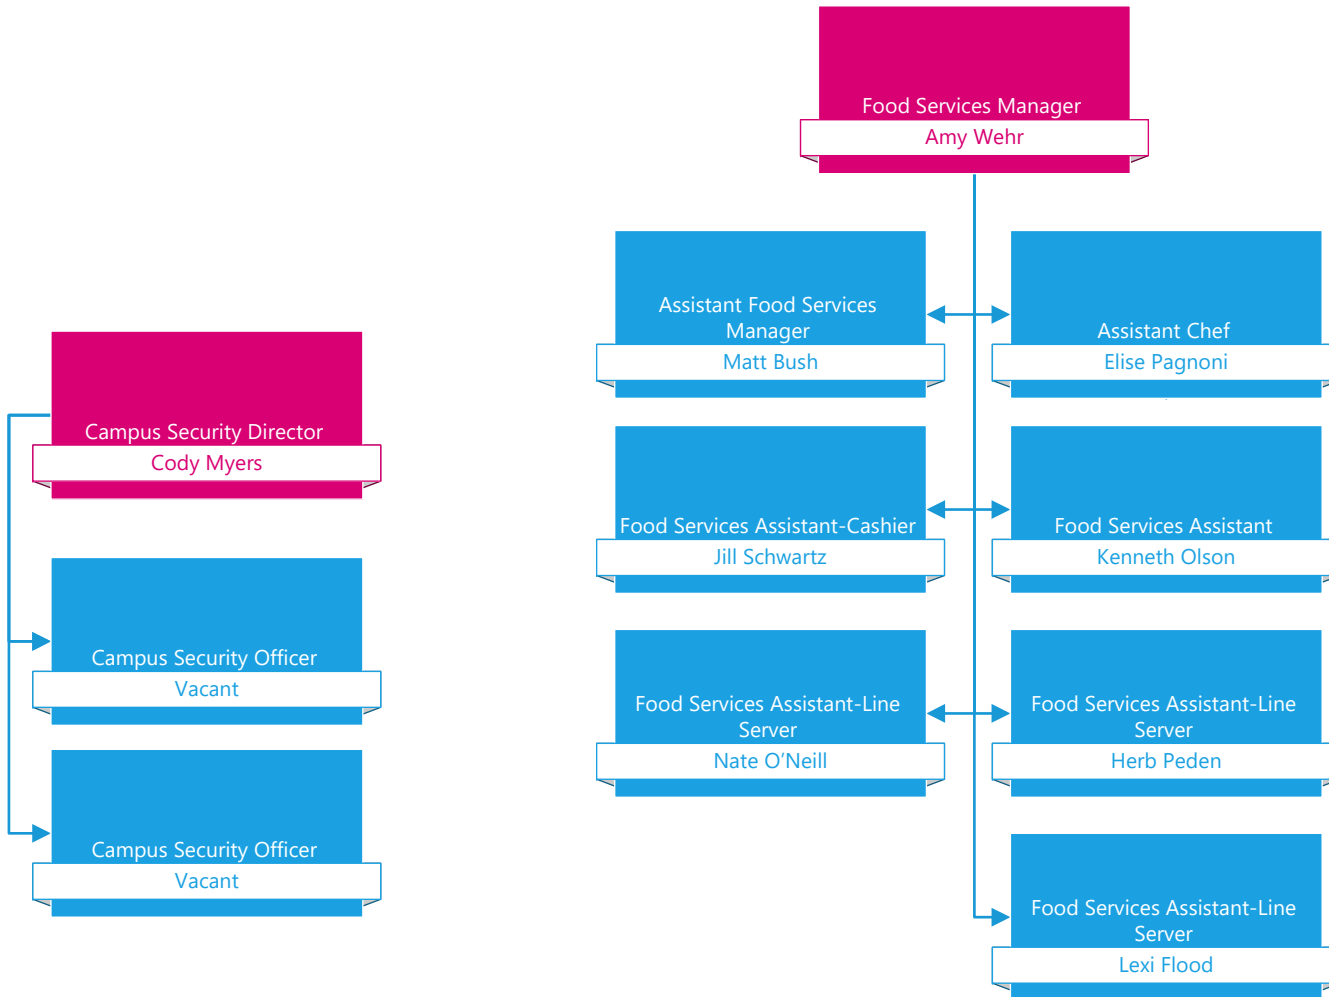 Food Services Manager
Amy Wehr
Assistant Food Services
Manager
Matt Bush
Assistant Chef
Elise Pagnoni
Campus Security Director
Cody Myers
Food Services Assistant-Cashier
Jill Schwartz
Food Services Assistant
Kenneth Olson
Campus Security Officer
Vacant
Food Services Assistant-Line
Server
Nate O’Neill
Food Services Assistant-Line
Server
Herb Peden
Campus Security Officer
Vacant
Food Services Assistant-Line
Server
Lexi Flood